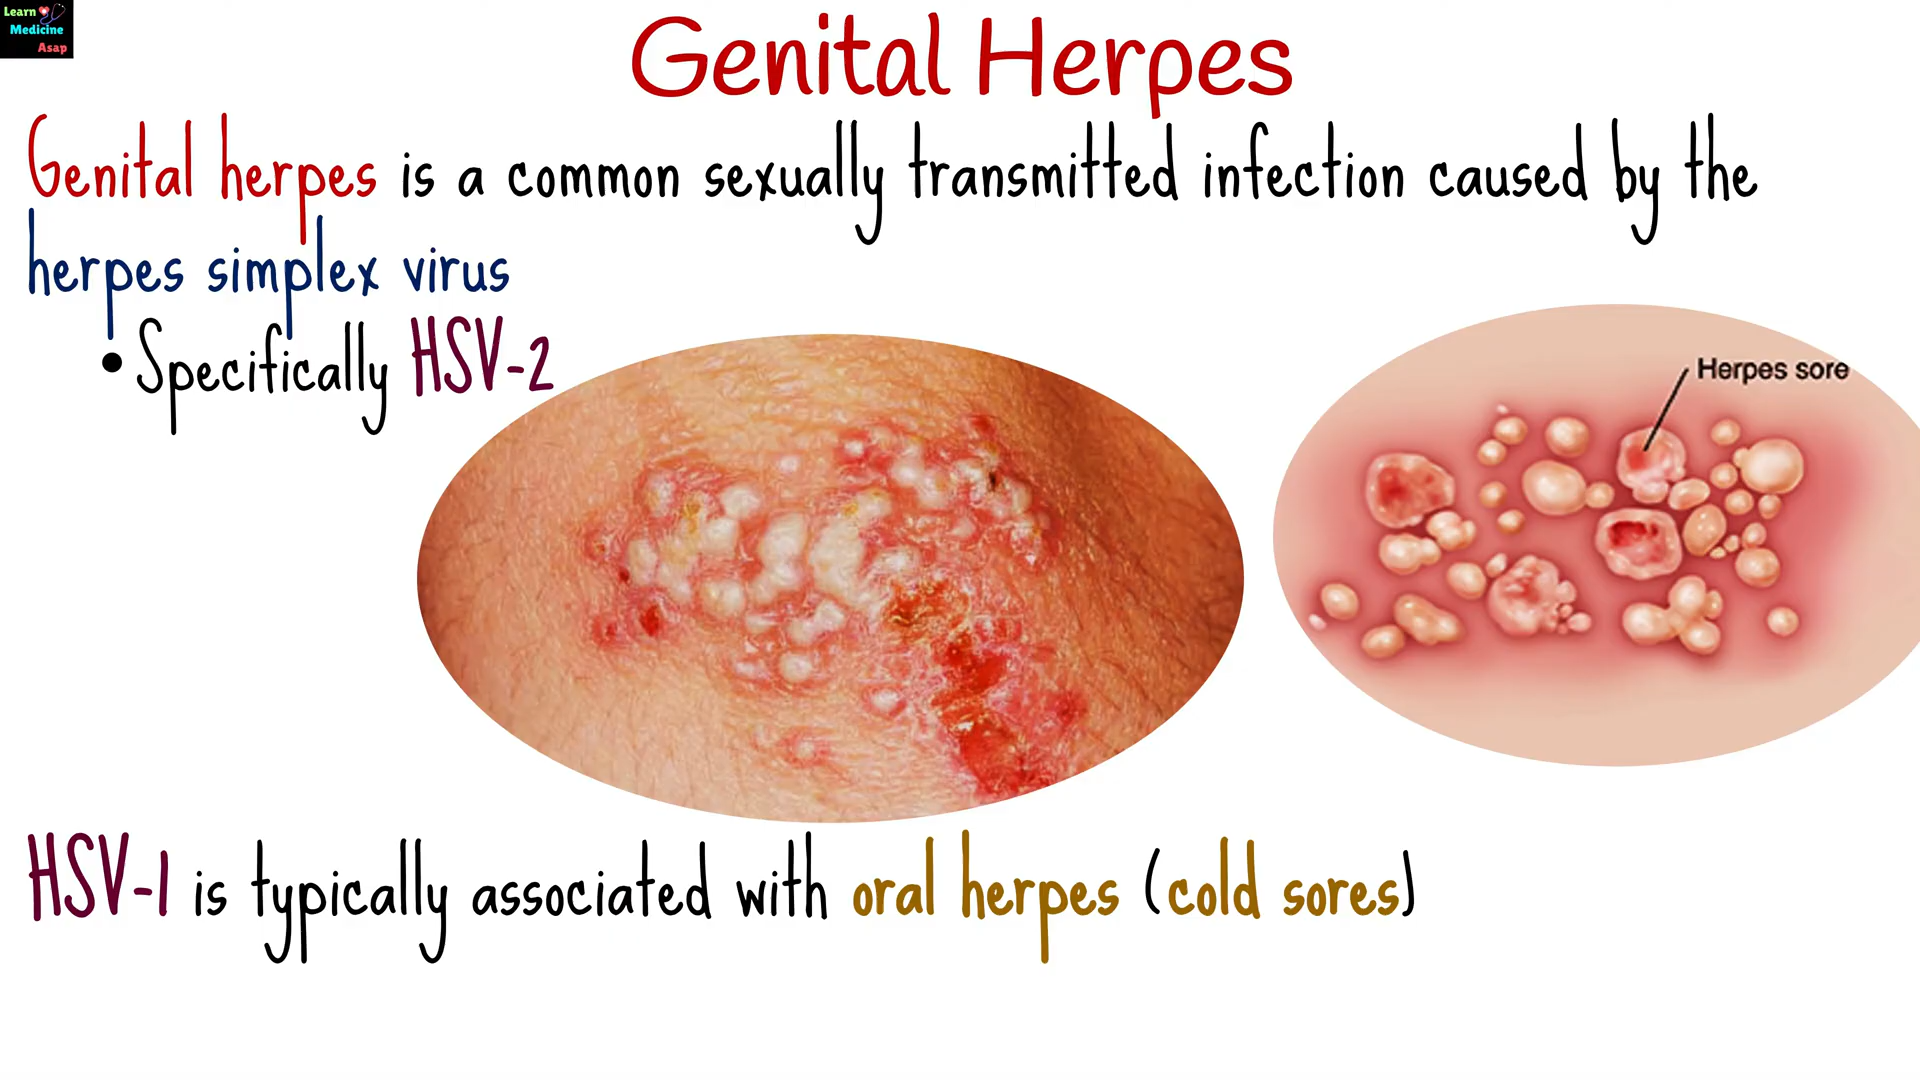 Learn
Medicine
Asap
Genital Herpes
Genital herpes is a common sexually transmitted infection caused by the
herpes simplex virus
• Specifically HSV-2
Herpes sore
HSV-1 is typically associated with oral herpes (cold sores)